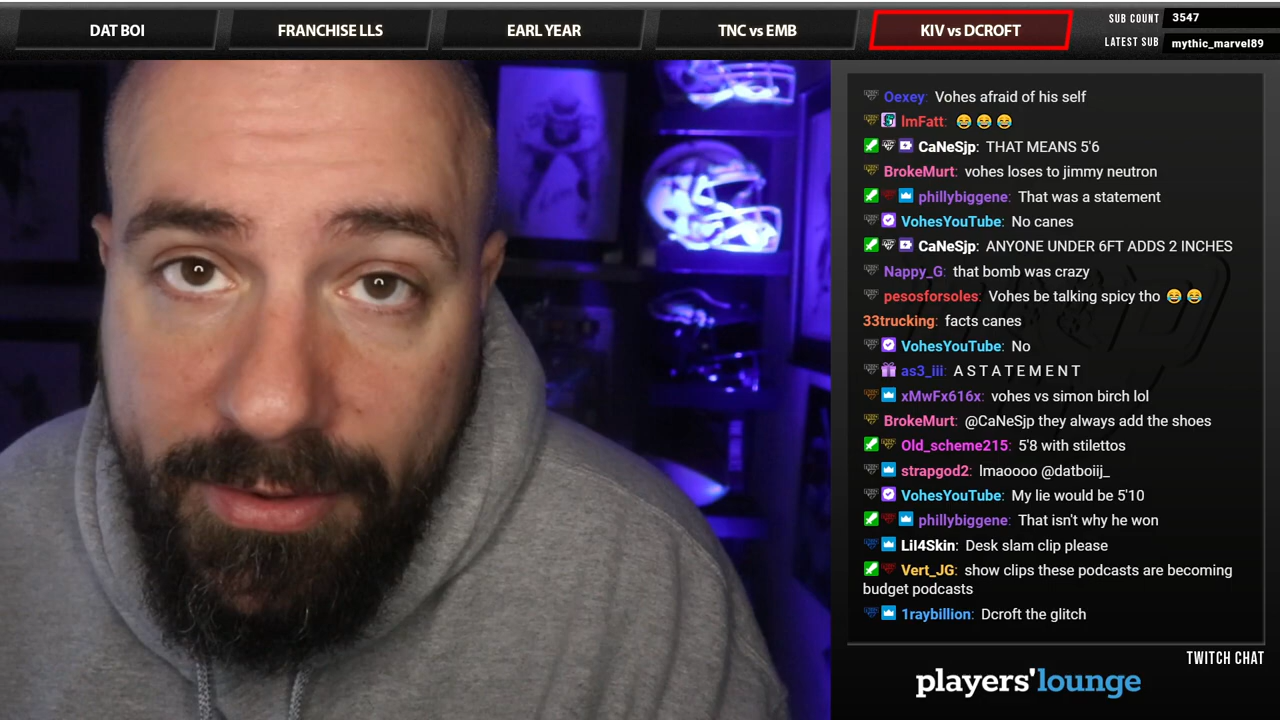 DAT BOI
FRANCHISE LLS
EARL YEAR
TNC vs EMB
KIV vs DCROFT
SUB COUNT 3547
LATEST SUB mythic_marvel89
Oexey: Vohes afraid of his self
ImFatt: 😂 😂 😂
CaNeSjp: THAT MEANS 5'6
BrokeMurt: vohes loses to jimmy neutron
phillybiggene: That was a statement
VohesYouTube: No canes
CaNeSjp: ANYONE UNDER 6FT ADDS 2 INCHES
Nappy_G: that bomb was crazy
pesosforsoles: Vohes be talking spicy tho 😂 😂
33trucking: facts canes
VohesYouTube: No
as3_iii: A S T A T E M E N T
xMwFx616x: vohes vs simon birch lol
BrokeMurt: @CaNeSjp they always add the shoes
Old_scheme215: 5'8 with stilettos
strapgod2: lmaoooo @datboiij_
VohesYouTube: My lie would be 5'10
phillybiggene: That isn't why he won
Lil4Skin: Desk slam clip please
Vert_JG: show clips these podcasts are becoming
budget podcasts
1raybillion: Dcroft the glitch
TWITCH CHAT
players'lounge